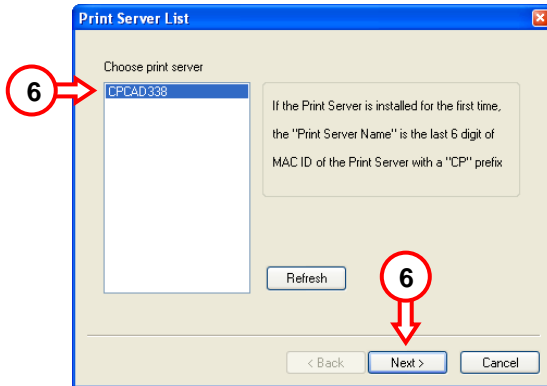 Print Server List
Choose print server
6
CPCAD338
If the Print Server is installed for the first time,
the "Print Server Name" is the last 6 digit of
MAC ID of the Print Server with a "CP" prefix
Refresh
6
< Back
Next >
Cancel